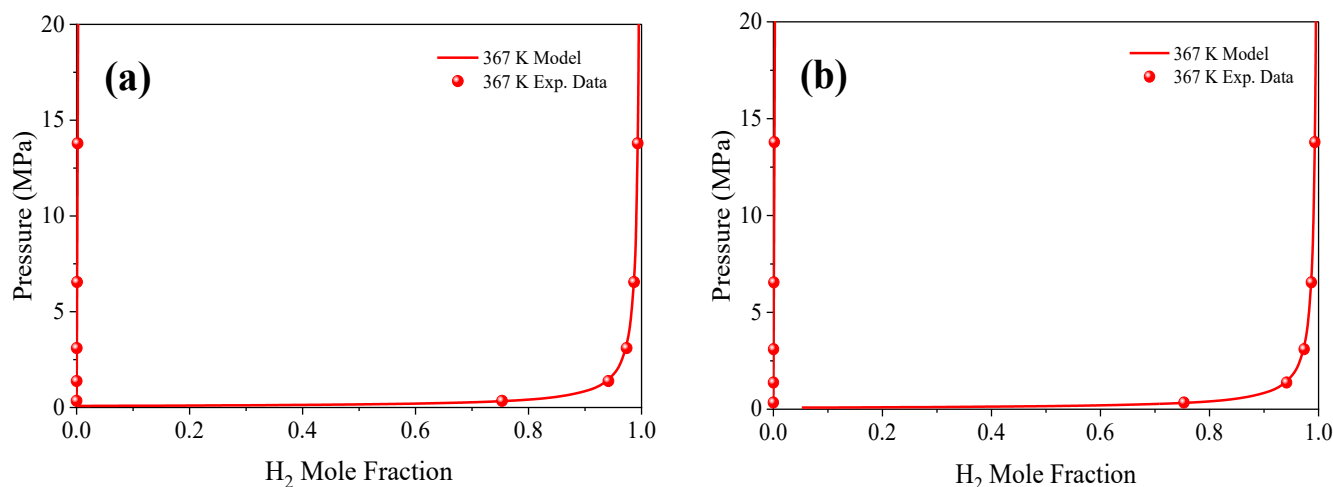 (a)
367 K Model
367 K Exp. Data
Pressure (MPa)
20
15
10
5
0
0.0 0.2 0.4 0.6 0.8 1.0
H₂ Mole Fraction
(b)
367 K Model
367 K Exp. Data
Pressure (MPa)
20
15
10
5
0
0.0 0.2 0.4 0.6 0.8 1.0
H₂ Mole Fraction